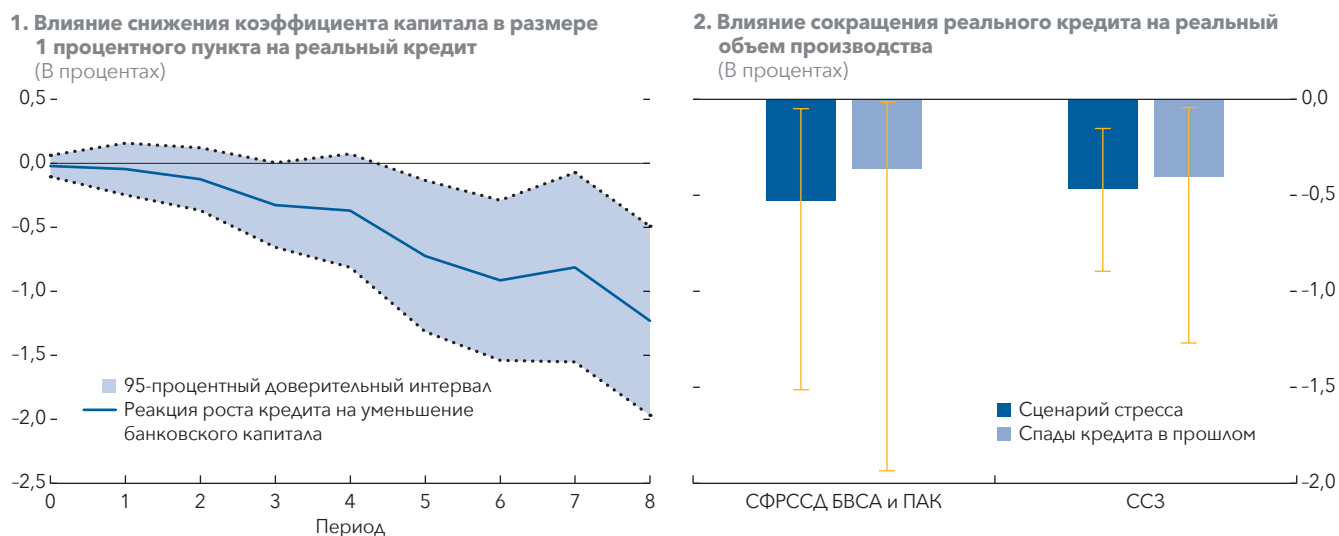 1. Влияние снижения коэффициента капитала в размере
1 процентного пункта на реальный кредит
(В процентах)
0,5
0,0
–0,5
–1,0
–1,5
–2,0
–2,5
95-процентный доверительный интервал
Реакция роста кредита на уменьшение
банковского капитала
0 1 2 3 4 5 6 7 8
Период
2. Влияние сокращения реального кредита на реальный
объем производства
(В процентах)
0,0
–0,5
–1,0
–1,5
–2,0
Сценарий стресса
Спады кредита в прошлом
СФРССД БВСА и ПАК ССЗ